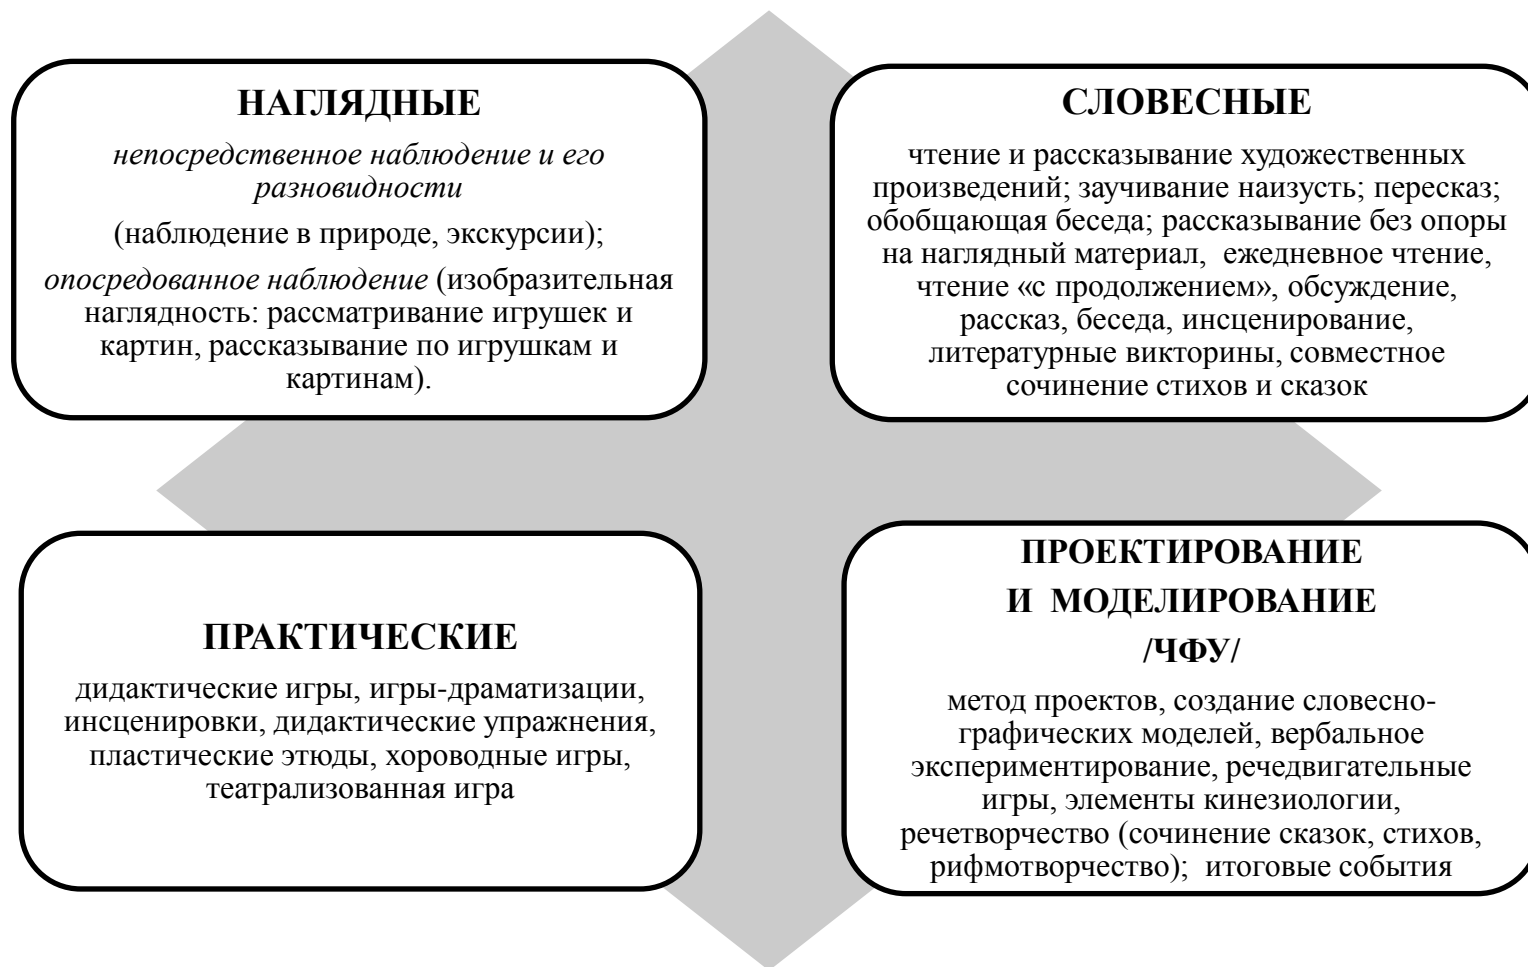 НАГЛЯДНЫЕ
непосредственное наблюдение и его
разновидности
(наблюдение в природе, экскурсии);
опосредованное наблюдение (изобразительная
наглядность: рассматривание игрушек и
картин, рассказывание по игрушкам и
картинам).
СЛОВЕСНЫЕ
чтение и рассказывание художественных
произведений; заучивание наизусть; пересказ;
обобщающая беседа; рассказывание без опоры
на наглядный материал, ежедневное чтение,
чтение «с продолжением», обсуждение,
рассказ, беседа, инсценирование,
литературные викторины, совместное
сочинение стихов и сказок
ПРАКТИЧЕСКИЕ
дидактические игры, игры-драматизации,
инсценировки, дидактические упражнения,
пластические этюды, хороводные игры,
театрализованная игра
ПРОЕКТИРОВАНИЕ
И МОДЕЛИРОВАНИЕ
/ЧФУ/
метод проектов, создание словесно-
графических моделей, вербальное
экспериментирование, речедвигательные
игры, элементы кинезиологии,
речетворчество (сочинение сказок, стихов,
рифмотворчество); итоговые события